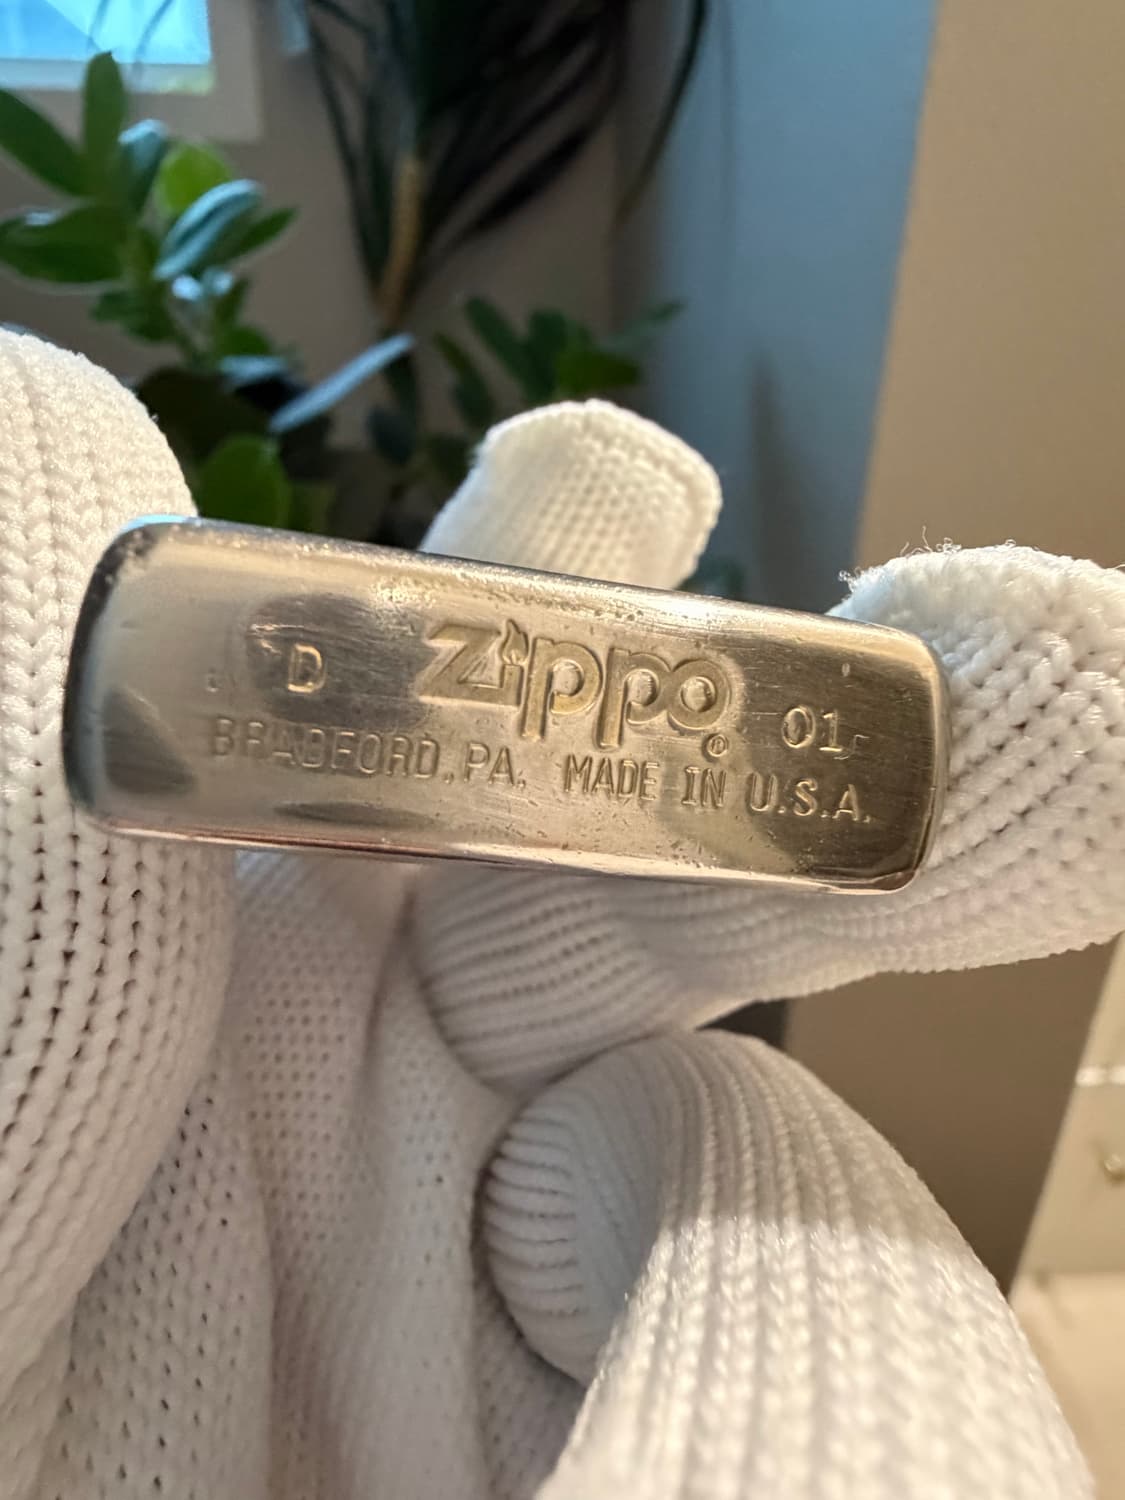 D zippo ® 01
BRADFORD, PA. MADE IN U.S.A.